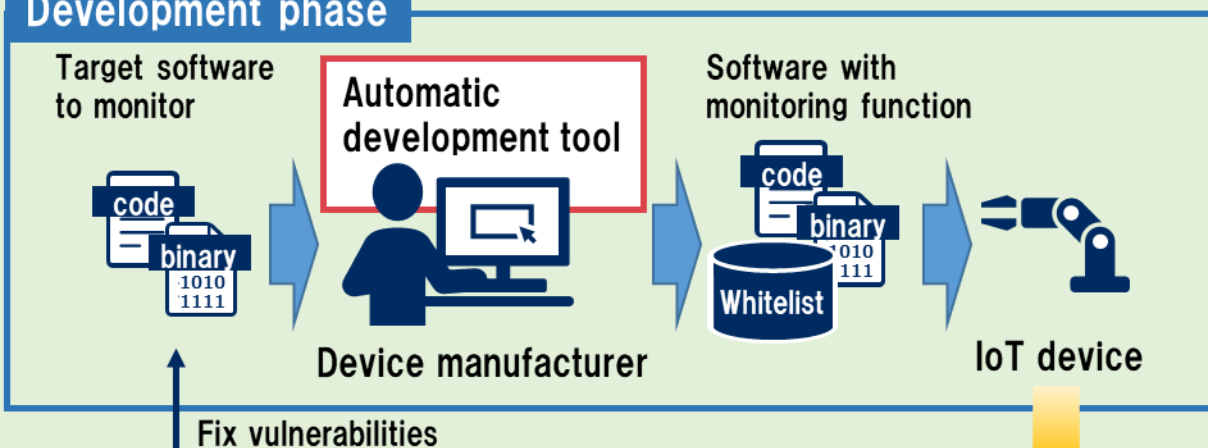 Development phase
Target software
to monitor
code
binary
1010
1111
Automatic
development tool
Device manufacturer
Software with
monitoring function
code
binary
1010
111
Whitelist
IoT device
Fix vulnerabilities